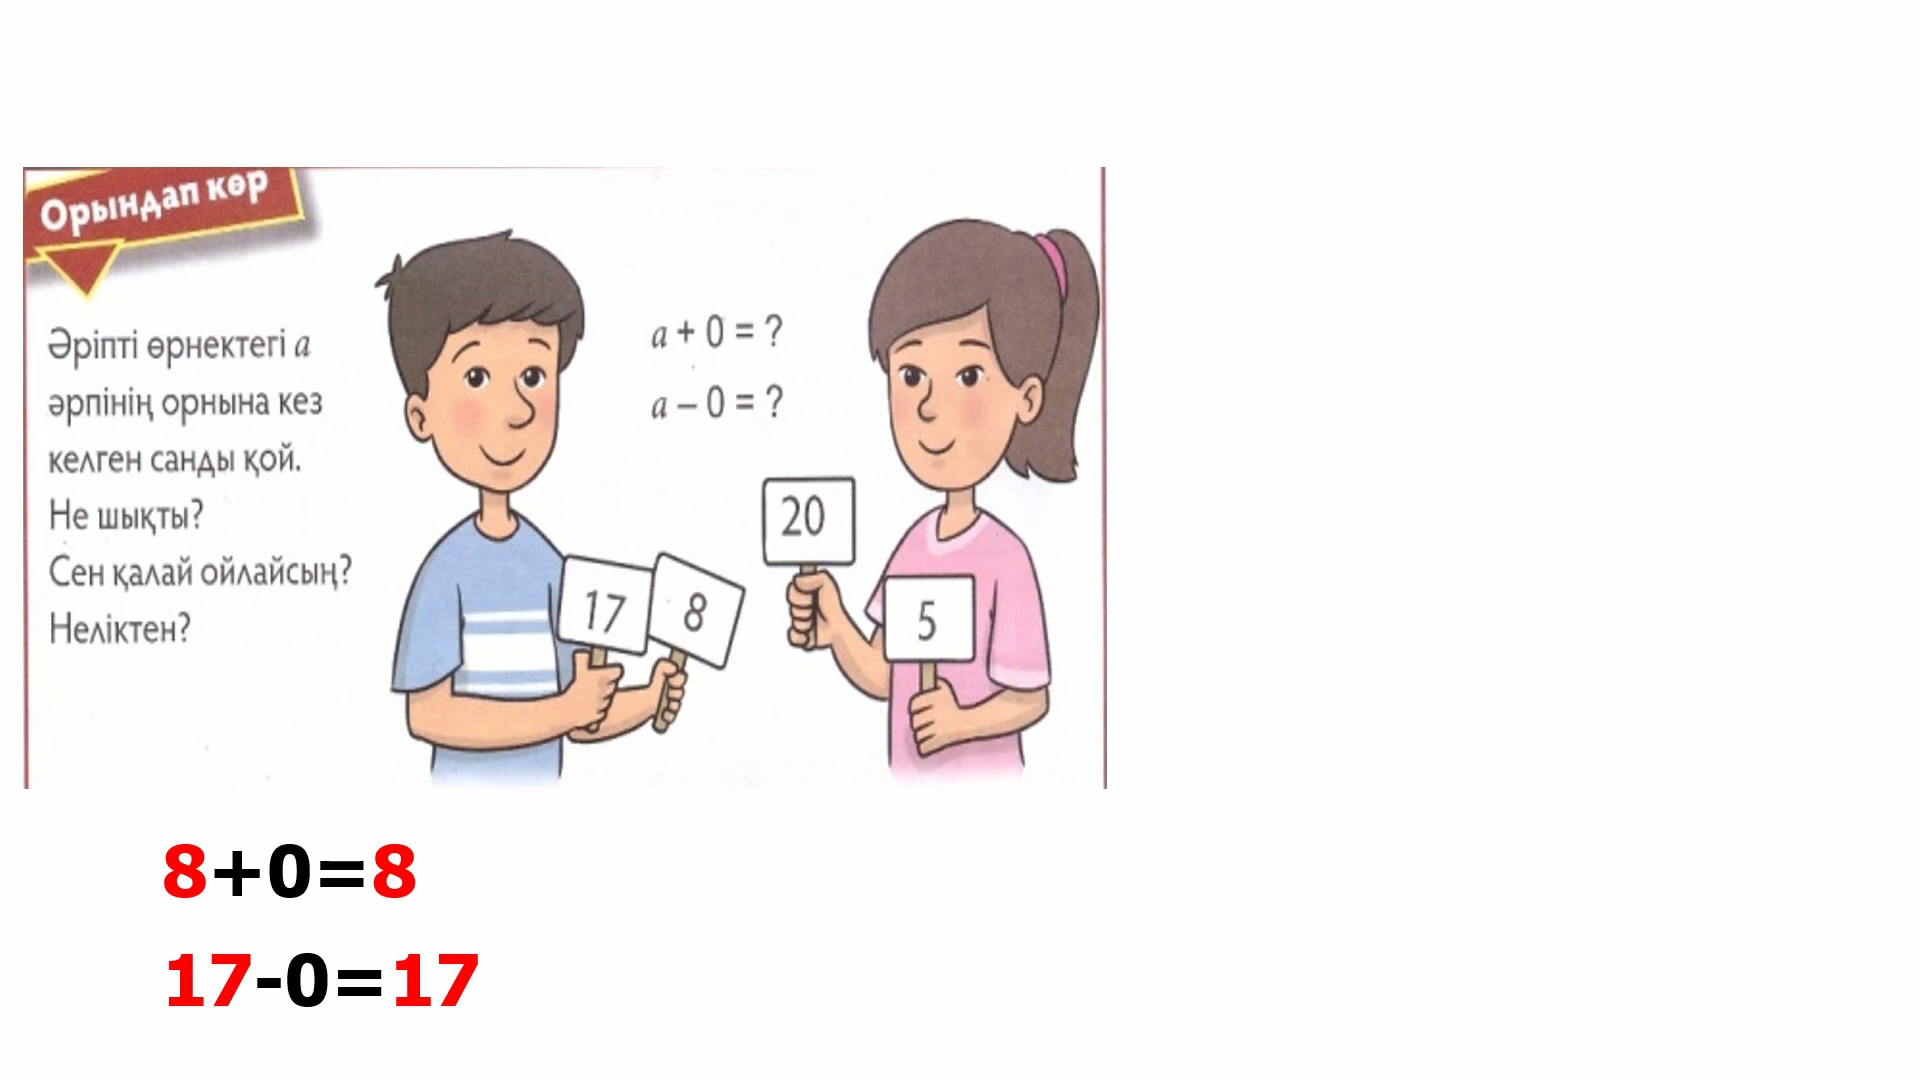 Орындап көр
Әріпті өрнектегі a
әрпінің орнына кез
келген санды қой.
Не шықты?
Сен қалай ойлайсың?
Неліктен?
a + 0 = ?
a – 0 = ?
17
8
20
5
8+0=8
17-0=17